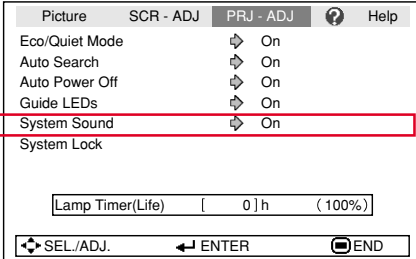 Picture SCR - ADJ PRJ - ADJ ? Help
Eco/Quiet Mode On
Auto Search On
Auto Power Off On
Guide LEDs On
System Sound On
System Lock
Lamp Timer(Life) [ 0] h (100%)
SEL./ADJ. ENTER END